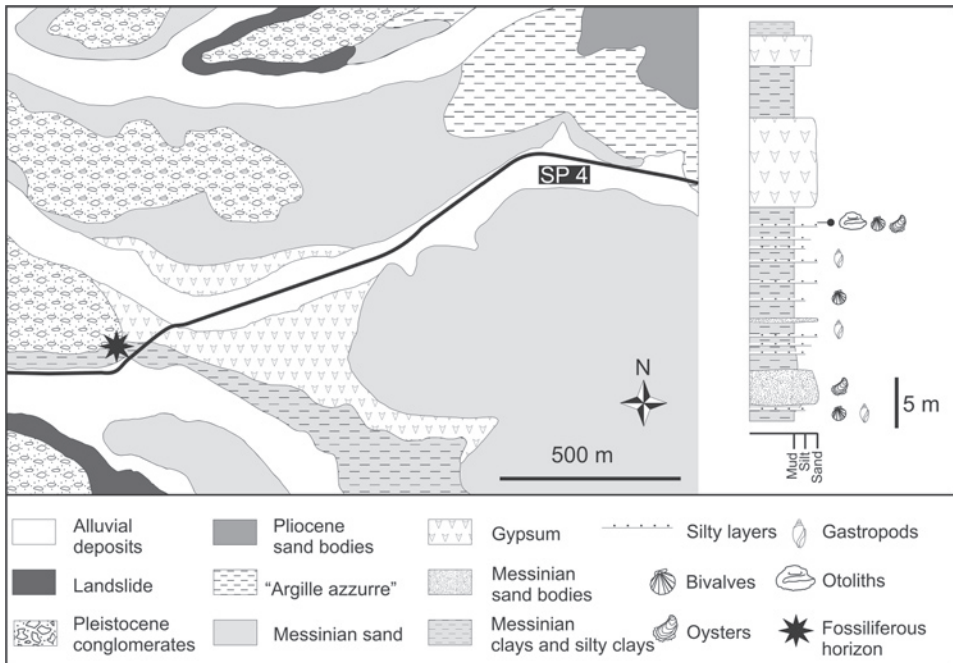 SP 4
N
500 m
5 m
Mud
Silt
Sand
Alluvial
deposits
Pliocene
sand bodies
Gypsum
Silty layers
Gastropods
Landslide
"Argille azzurre"
Messinian
sand bodies
Bivalves
Otoliths
Pleistocene
conglomerates
Messinian sand
Messinian
clays and silty clays
Oysters
Fossiliferous
horizon